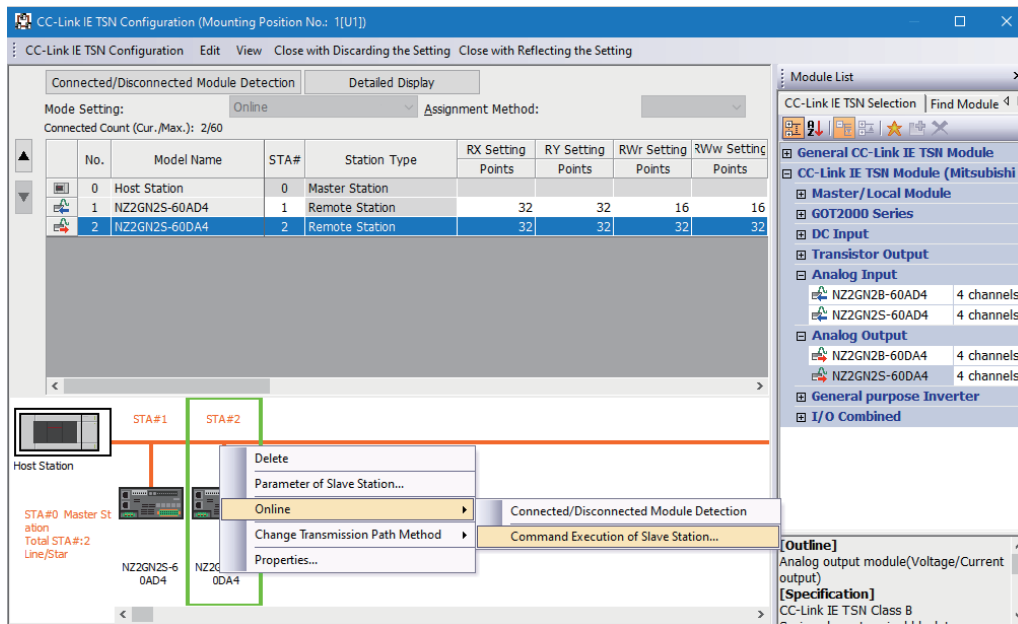 CC-Link IE TSN Configuration (Mounting Position No.: 1[U1])
CC-Link IE TSN Configuration Edit View Close with Discarding the Setting Close with Reflecting the Setting
Connected/Disconnected Module Detection Detailed Display
Mode Setting: Online Assignment Method:
Connected Count (Cur./Max.): 2/60
No. Model Name STA# Station Type RX Setting RY Setting RWr Setting RWw Setting
Points Points Points Points
0 Host Station 0 Master Station
1 NZ2GN2S-60AD4 1 Remote Station 32 32 16 16
2 NZ2GN2S-60DA4 2 Remote Station 32 32 32 32
STA#1 STA#2
Host Station
STA#0 Master St
ation
Total STA#:2
Line/Star
NZ2GN2S-6
0AD4
NZ2G
0DA4
Delete
Parameter of Slave Station...
Online
Change Transmission Path Method
Properties...
Connected/Disconnected Module Detection
Command Execution of Slave Station...
Module List
CC-Link IE TSN Selection Find Module
General CC-Link IE TSN Module
CC-Link IE TSN Module (Mitsubishi
Master/Local Module
GOT2000 Series
DC Input
Transistor Output
Analog Input
NZ2GN2B-60AD4 4 channels
NZ2GN2S-60AD4 4 channels
Analog Output
NZ2GN2B-60DA4 4 channels
NZ2GN2S-60DA4 4 channels
General purpose Inverter
I/O Combined
[Outline]
Analog output module(Voltage/Current
output)
[Specification]
CC-Link IE TSN Class B